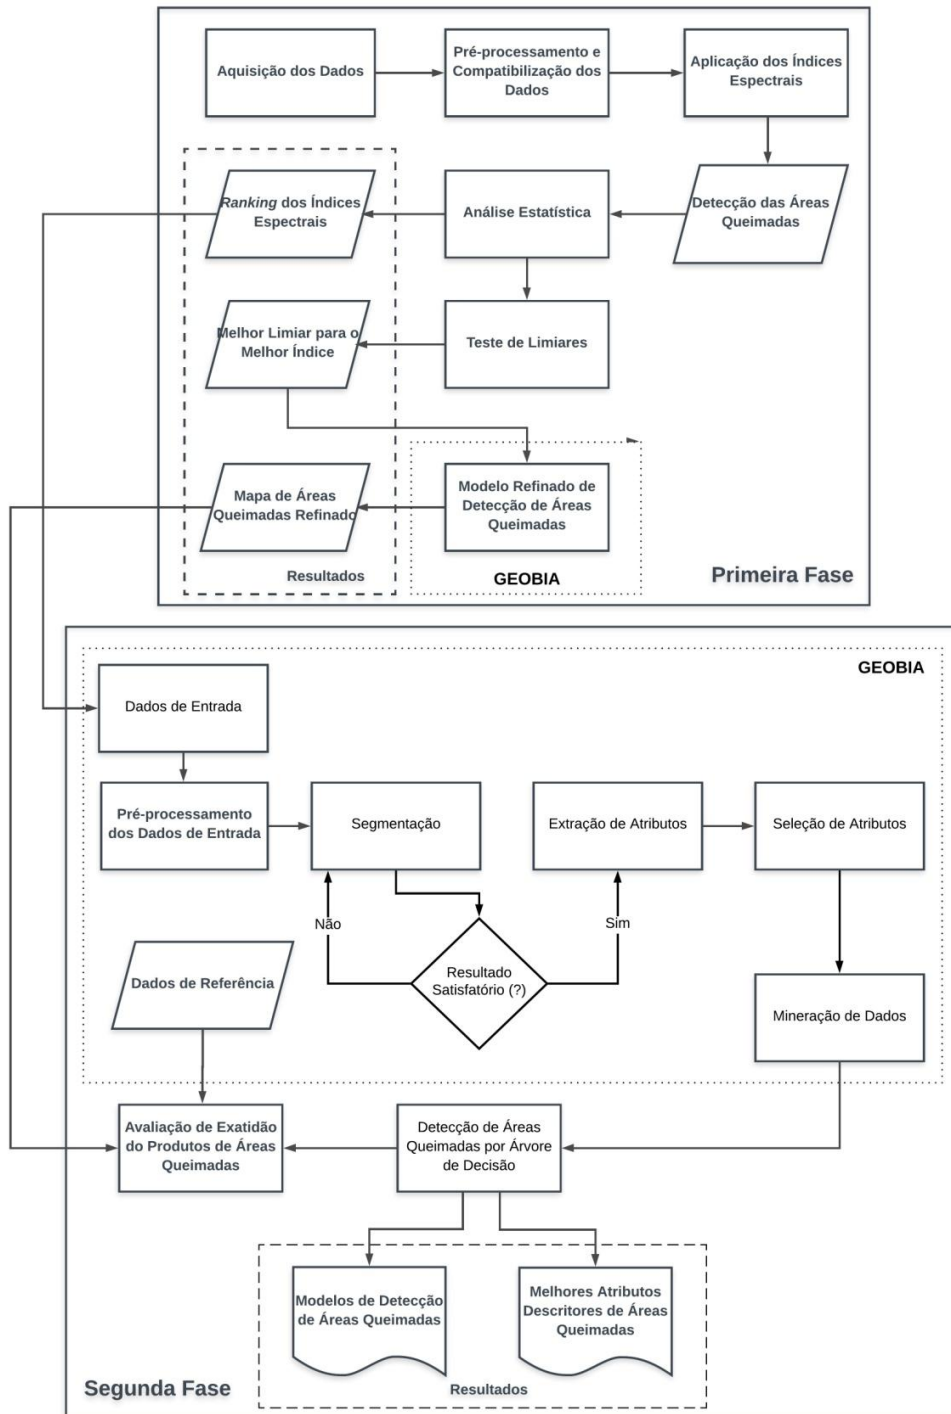 Aquisição dos Dados
Pré-processamento e
Compatibilização dos
Dados
Aplicação dos Índices
Espectrais
Ranking dos Índices
Espectrais
Análise Estatística
Detecção das Áreas
Queimadas
Melhor Limiar para o
Melhor Índice
Teste de Limiares
Mapa de Áreas
Queimadas Refinado
Modelo Refinado de
Detecção de Áreas
Queimadas
Resultados
GEOBIA
Primeira Fase
GEOBIA
Dados de Entrada
Pré-processamento
dos Dados de Entrada
Segmentação
Extração de Atributos
Seleção de Atributos
Não
Sim
Dados de Referência
Resultado
Satisfatório (?)
Mineração de Dados
Avaliação de Exatidão
do Produtos de Áreas
Queimadas
Detecção de Áreas
Queimadas por Árvore
de Decisão
Modelos de Detecção
de Áreas Queimadas
Melhores Atributos
Descritores de Áreas
Queimadas
Segunda Fase
Resultados